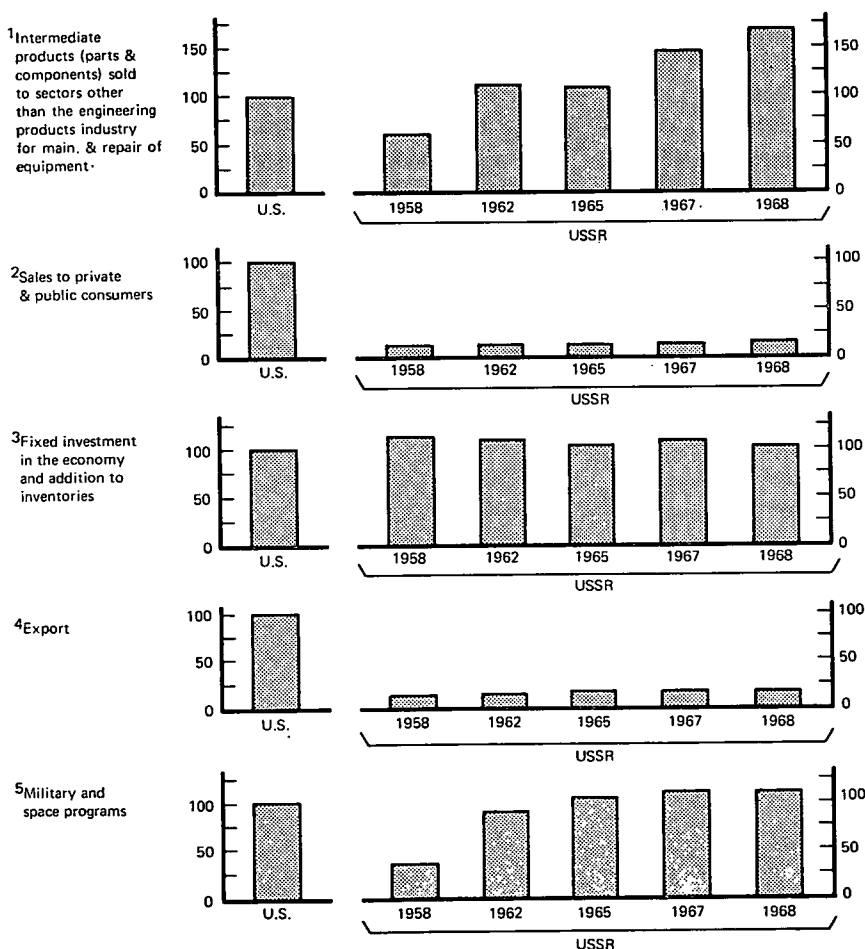 ¹Intermediate
products (parts &
components) sold
to sectors other
than the engineering
products industry
for main. & repair of
equipment.
150
100
50
0
150
100
50
0
U.S.
1958 1962 1965 1967 1968
USSR
²Sales to private
& public consumers
100
50
0
100
50
0
U.S.
1958 1962 1965 1967 1968
USSR
³Fixed investment
in the economy
and addition to
inventories
100
50
0
100
50
0
U.S.
1958 1962 1965 1967 1968
USSR
⁴Export
100
50
0
100
50
0
U.S.
1958 1962 1965 1967 1968
USSR
⁵Military and
space programs
100
50
0
100
50
0
U.S.
1958 1962 1965 1967 1968
USSR